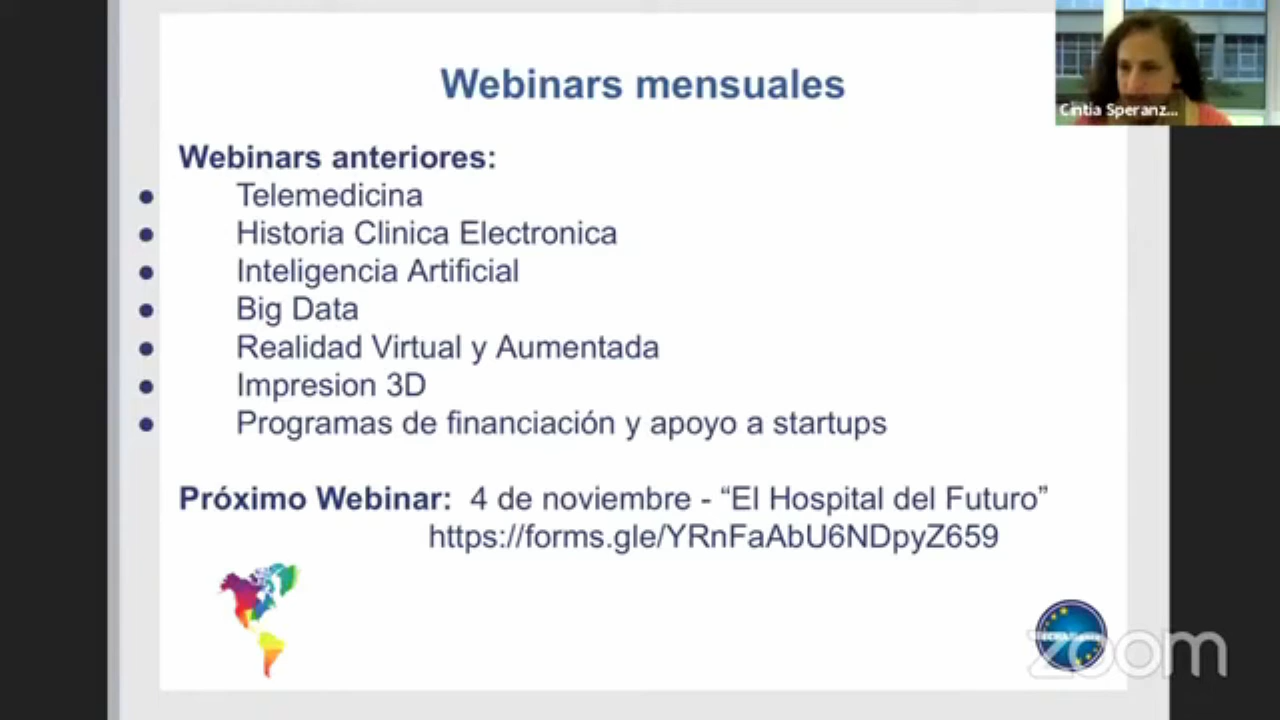 Webinars mensuales
Cintia Speranz...
Webinars anteriores:
● Telemedicina
● Historia Clinica Electronica
● Inteligencia Artificial
● Big Data
● Realidad Virtual y Aumentada
● Impresion 3D
● Programas de financiación y apoyo a startups
Próximo Webinar: 4 de noviembre - “El Hospital del Futuro”
https://forms.gle/YRnFaAbU6NDpyZ659
zoom